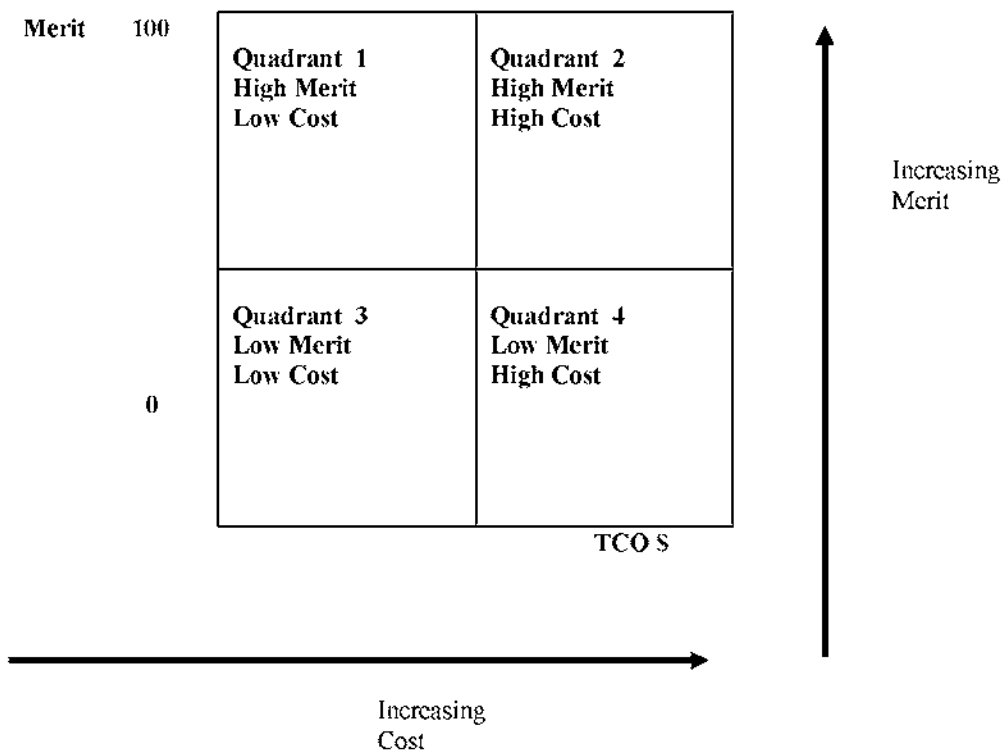 Merit 100
Quadrant 1
High Merit
Low Cost
Quadrant 2
High Merit
High Cost
Increasing
Merit
Quadrant 3
Low Merit
Low Cost
Quadrant 4
Low Merit
High Cost
0
TCO $
Increasing
Cost